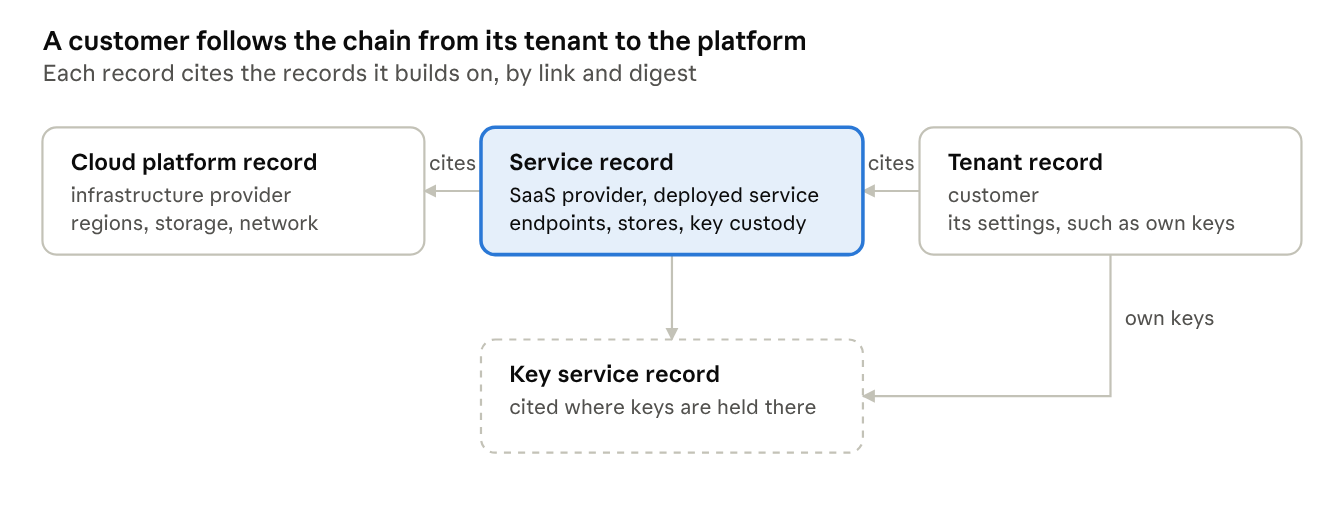 A customer follows the chain from its tenant to the platform
Each record cites the records it builds on, by link and digest
Cloud platform record
infrastructure provider
regions, storage, network
cites
Service record
SaaS provider, deployed service
endpoints, stores, key custody
cites
Tenant record
customer
its settings, such as own keys
own keys
Key service record
cited where keys are held there